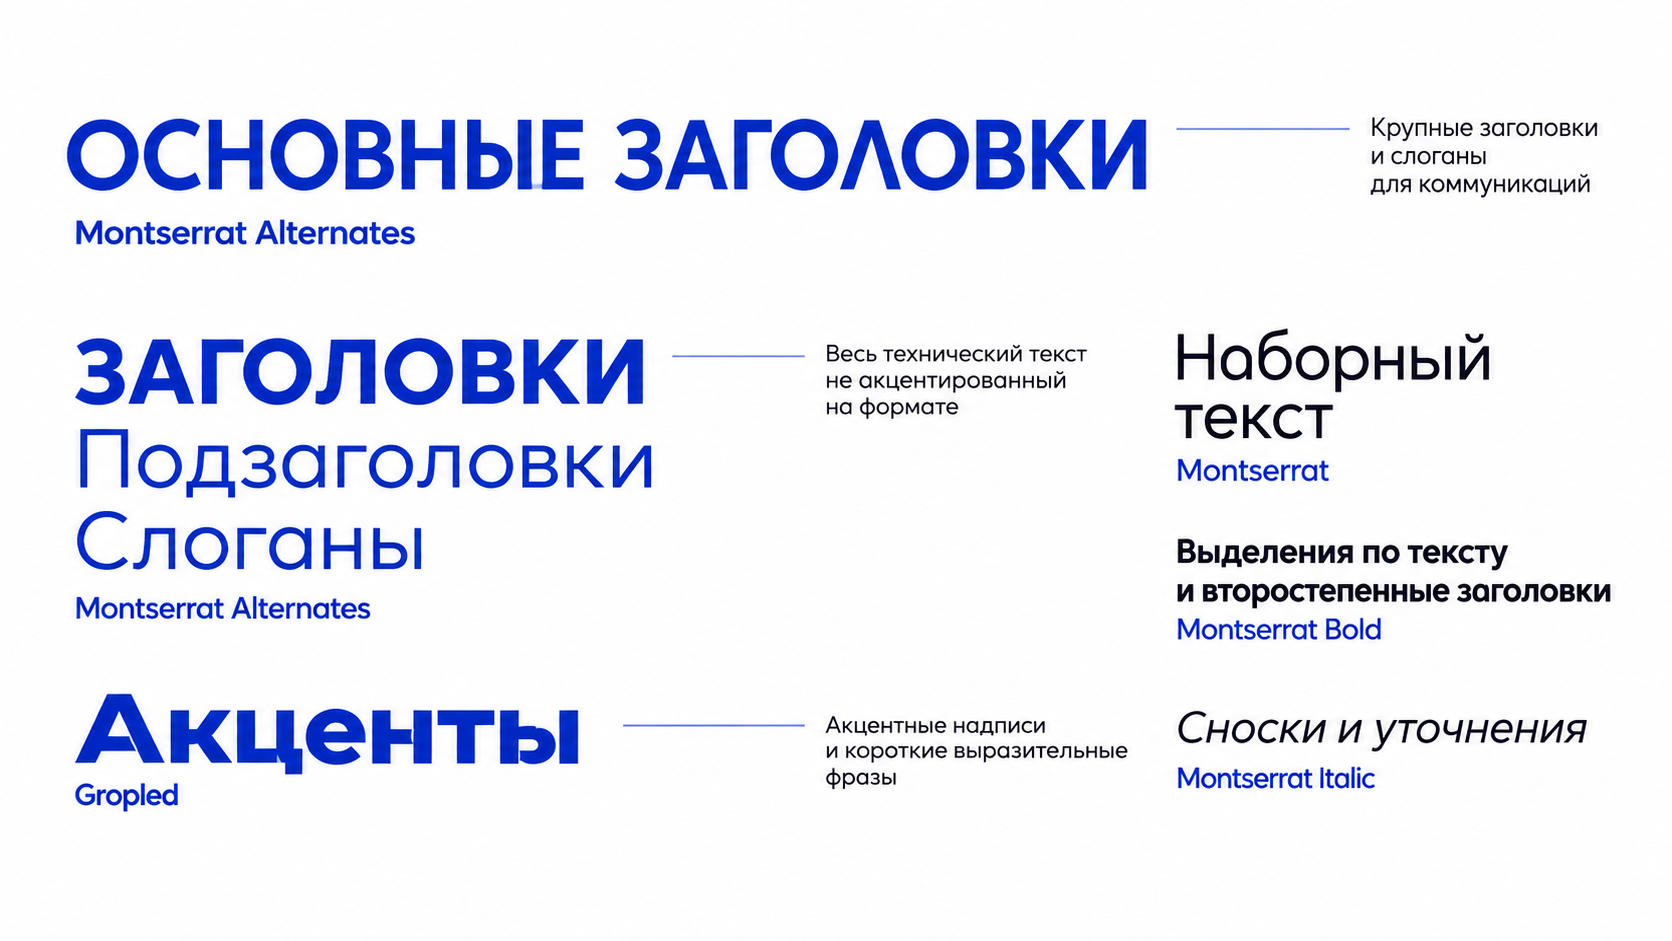 ОСНОВНЫЕ ЗАГОЛОВКИ
Montserrat Alternates
Крупные заголовки
и слоганы
для коммуникаций
ЗАГОЛОВКИ
Подзаголовки
Слоганы
Montserrat Alternates
Весь технический текст
не акцентированный
на формате
Наборный
текст
Montserrat
Выделения по тексту
и второстепенные заголовки
Montserrat Bold
Акценты
Gropled
Акцентные надписи
и короткие выразительные
фразы
Сноски и уточнения
Montserrat Italic